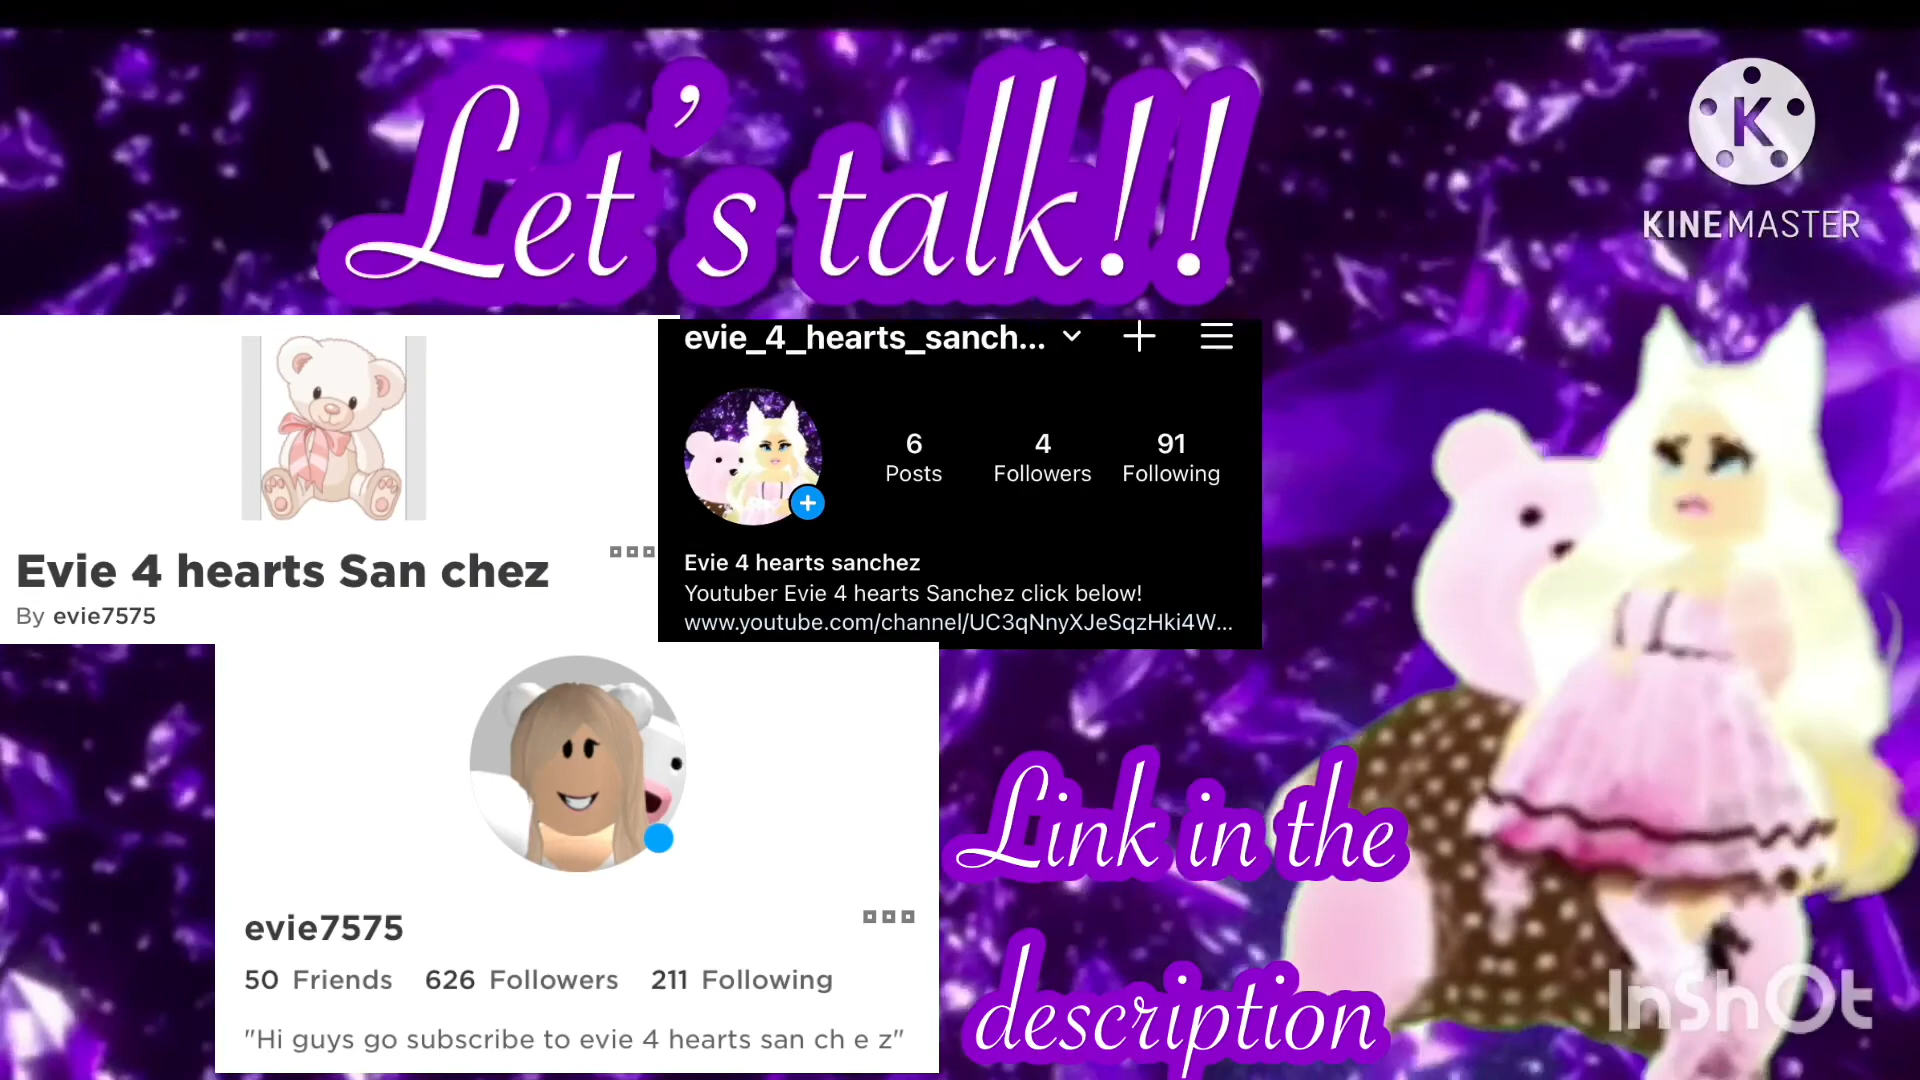 Let's talk!!
K
KINEMASTER
Evie 4 hearts San chez
By evie7575
evie_4_hearts_sanch...
6
Posts
4
Followers
91
Following
Evie 4 hearts sanchez
Youtuber Evie 4 hearts Sanchez click below!
www.youtube.com/channel/UC3qNnyXJeSqzHki4W...
evie7575
50 Friends 626 Followers 211 Following
"Hi guys go subscribe to evie 4 hearts san ch e z"
Link in the
description
InShOt